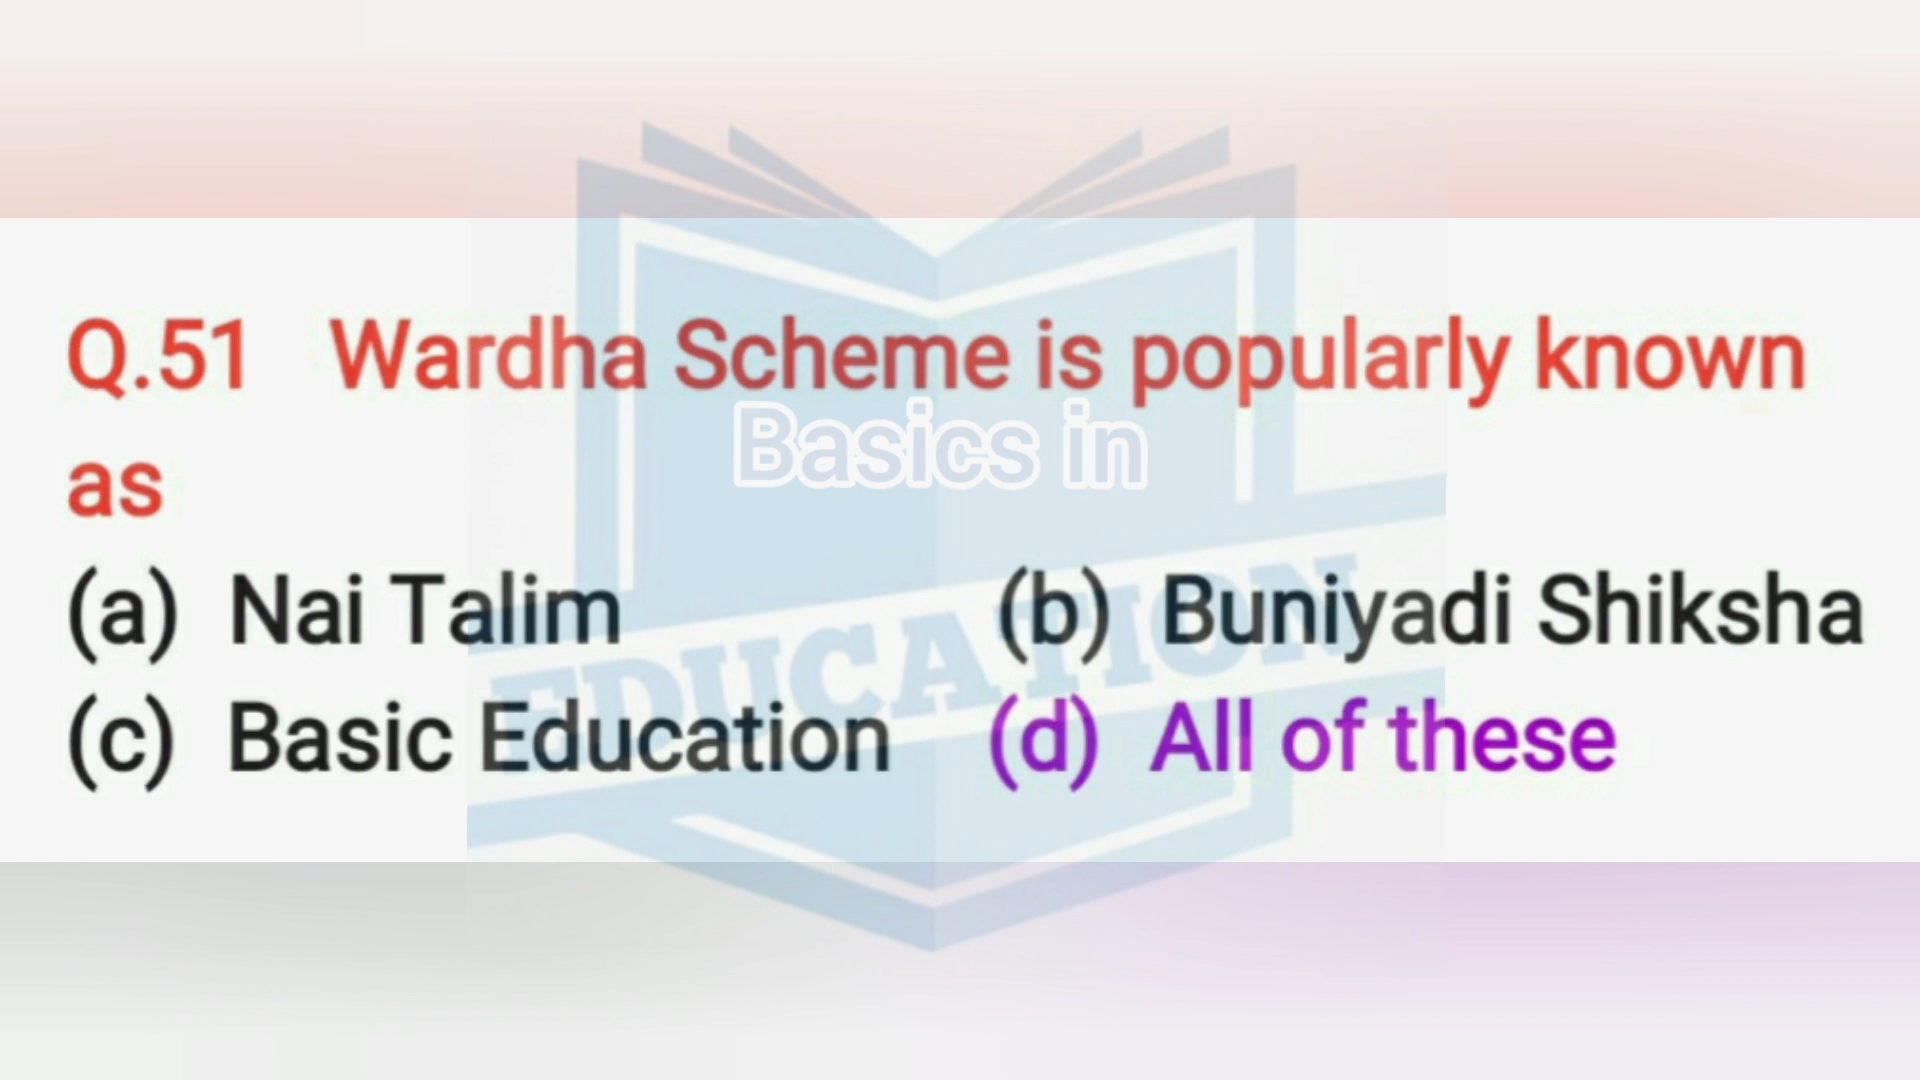 Q.51 Wardha Scheme is popularly known
Basics in
as
(a) Nai Talim (b) Buniyadi Shiksha
EDUCATION
(c) Basic Education (d) All of these